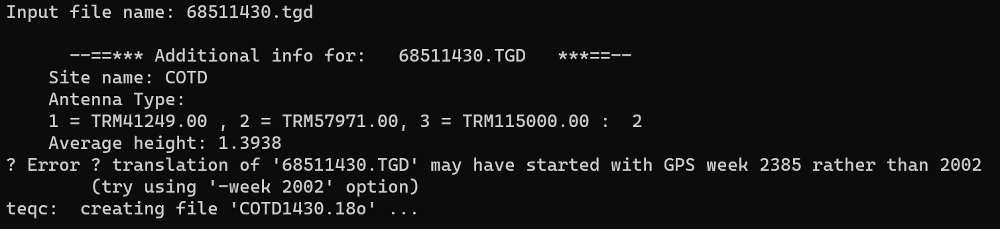 Input file name: 68511430.tgd
--==*** Additional info for:   68511430.TGD   ***==--
Site name: COTD
Antenna Type:
1 = TRM41249.00 , 2 = TRM57971.00, 3 = TRM115000.00 :  2
Average height: 1.3938
? Error ? translation of '68511430.TGD' may have started with GPS week 2385 rather than 2002
(try using '-week 2002' option)
teqc:  creating file 'COTD1430.18o' ...